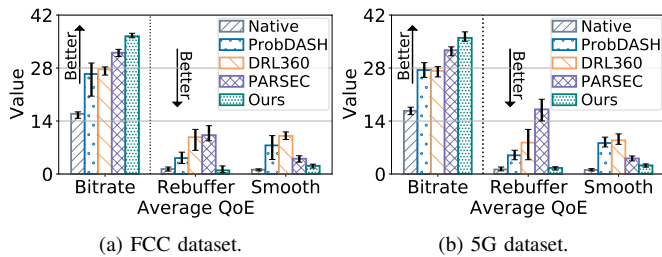 42
28
14
0
Value
Better
Better
Native
ProbDASH
DRL360
PARSEC
Ours
Bitrate Rebuffer Smooth
Average QoE
(a) FCC dataset.
42
28
14
0
Value
Better
Better
Native
ProbDASH
DRL360
PARSEC
Ours
Bitrate Rebuffer Smooth
Average QoE
(b) 5G dataset.